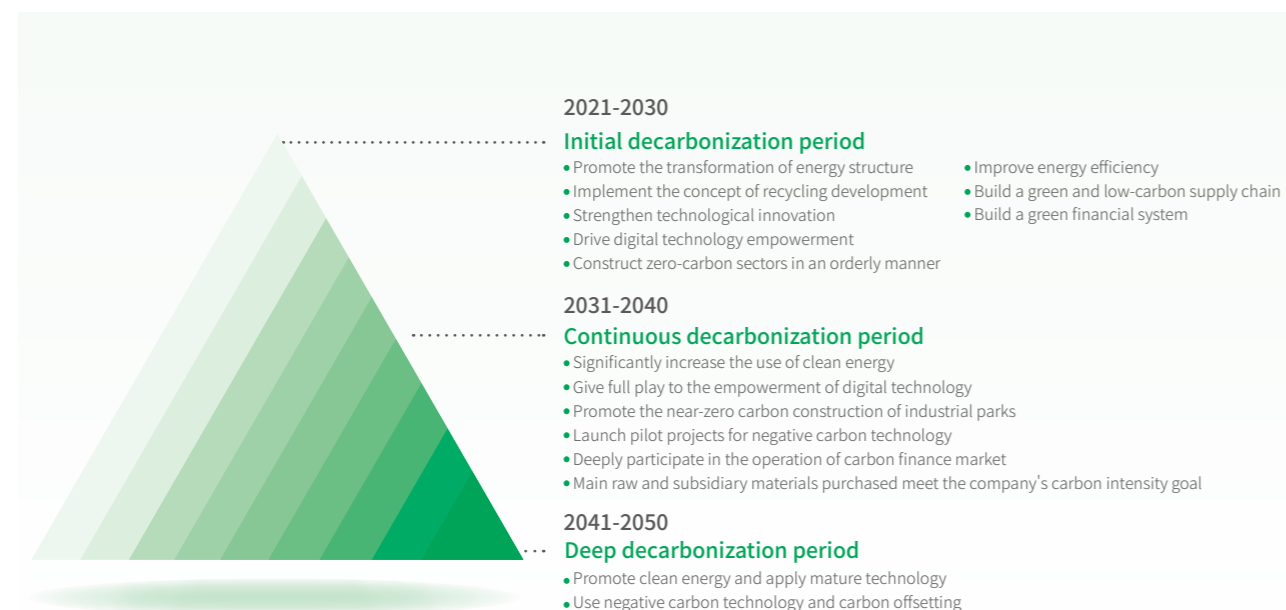 2021-2030
Initial decarbonization period
• Promote the transformation of energy structure
• Implement the concept of recycling development
• Strengthen technological innovation
• Drive digital technology empowerment
• Construct zero-carbon sectors in an orderly manner
• Improve energy efficiency
• Build a green and low-carbon supply chain
• Build a green financial system
2031-2040
Continuous decarbonization period
• Significantly increase the use of clean energy
• Give full play to the empowerment of digital technology
• Promote the near-zero carbon construction of industrial parks
• Launch pilot projects for negative carbon technology
• Deeply participate in the operation of carbon finance market
• Main raw and subsidiary materials purchased meet the company's carbon intensity goal
2041-2050
Deep decarbonization period
• Promote clean energy and apply mature technology
• Use negative carbon technology and carbon offsetting